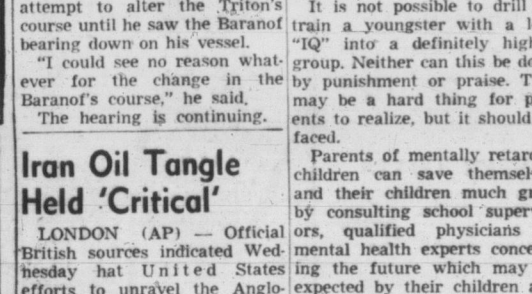 attempt to alter the Triton's
course until he saw the Baranof
bearing down on his vessel.
"I could see no reason what-
ever for the change in the
Baranof's course," he said.
The hearing is continuing.
Iran Oil Tangle
Held 'Critical'
LONDON (AP) — Official
British sources indicated Wed-
nesday hat United States
efforts to unravel the Anglo-
It is not possible to drill
train a youngster with a
"IQ" into a definitely
group. Neither can this be
by punishment or praise.
may be a hard thing for
ents to realize, but it should
faced.
Parents of mentally
children can save
and their children much
by consulting school
ors, qualified physicians
mental health experts
ing the future which may
expected by their children